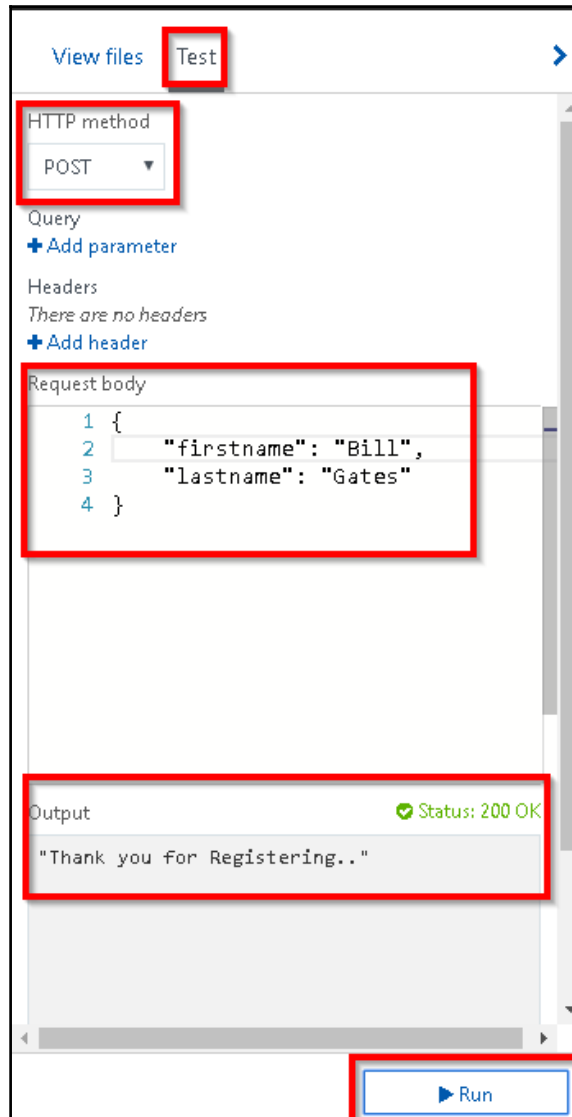 View files Test
HTTP method
POST
Query
Add parameter
Headers
There are no headers
Add header
Request body
1 {
2     "firstname": "Bill",
3     "lastname": "Gates"
4 }
Output Status: 200 OK
"Thank you for Registering.."
Run